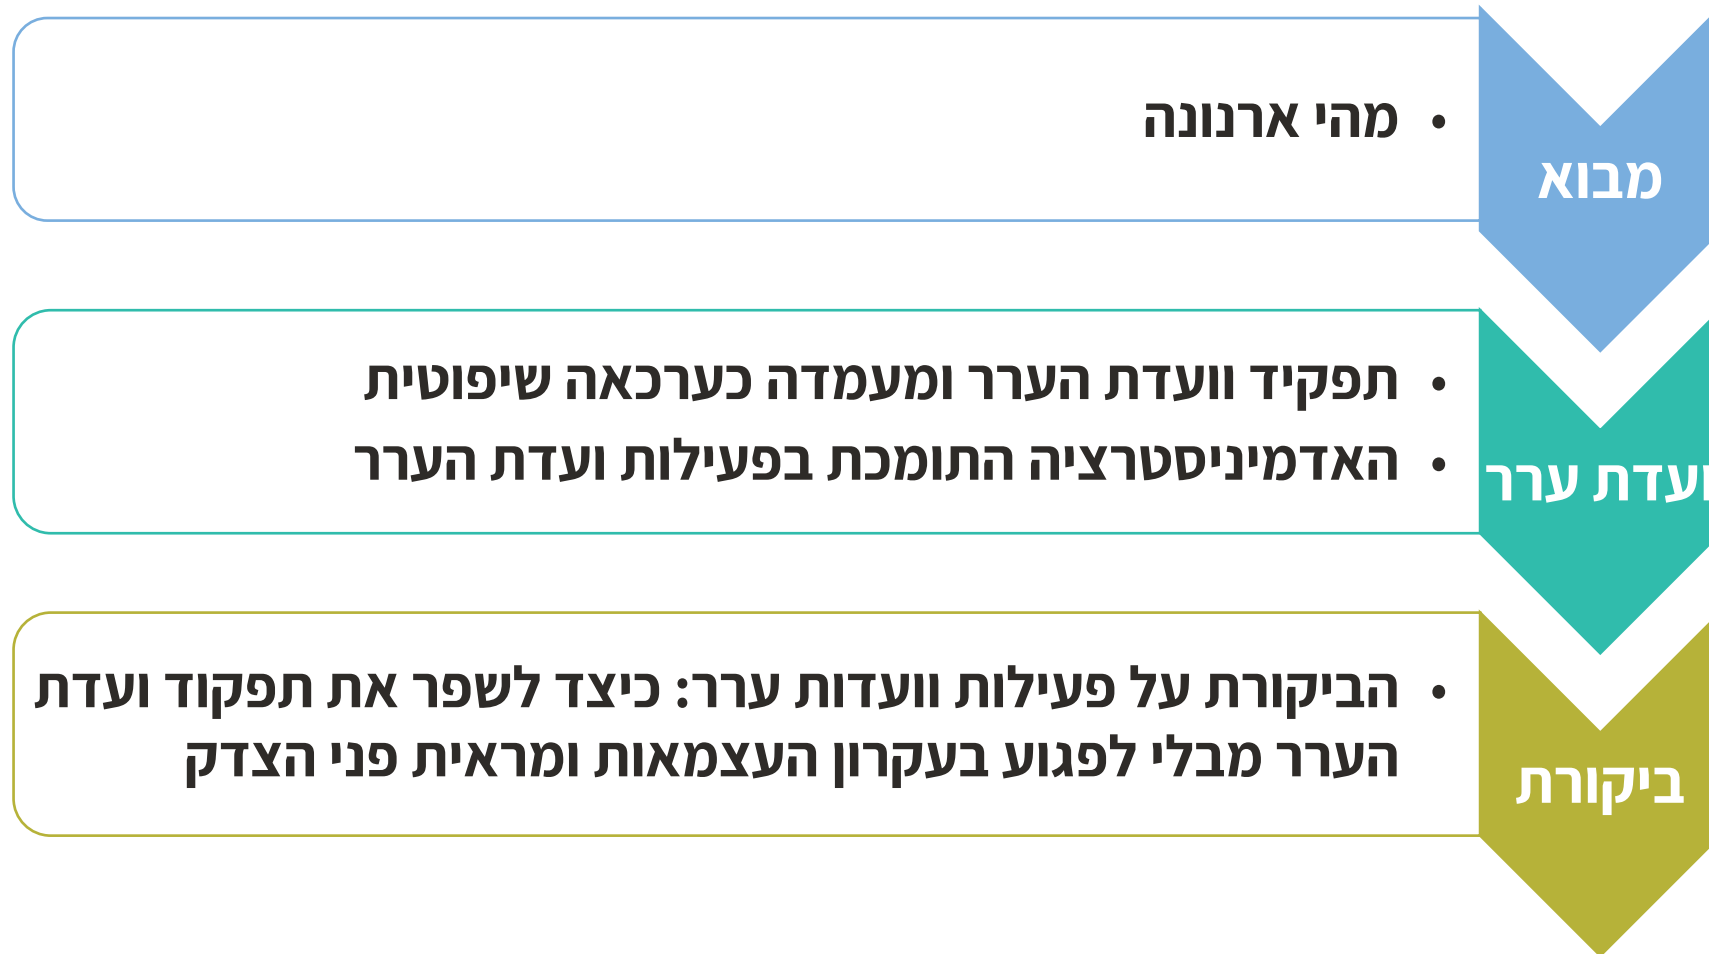 מבוא
• מהי ארנונה
ועדת ערר
• תפקיד וועדת הערר ומעמדה כערכאה שיפוטית
• האדמיניסטרציה התומכת בפעילות ועדת הערר
ביקורת
• הביקורת על פעילות וועדות ערר: כיצד לשפר את תפקוד ועדת
הערר מבלי לפגוע בעקרון העצמאות ומראית פני הצדק